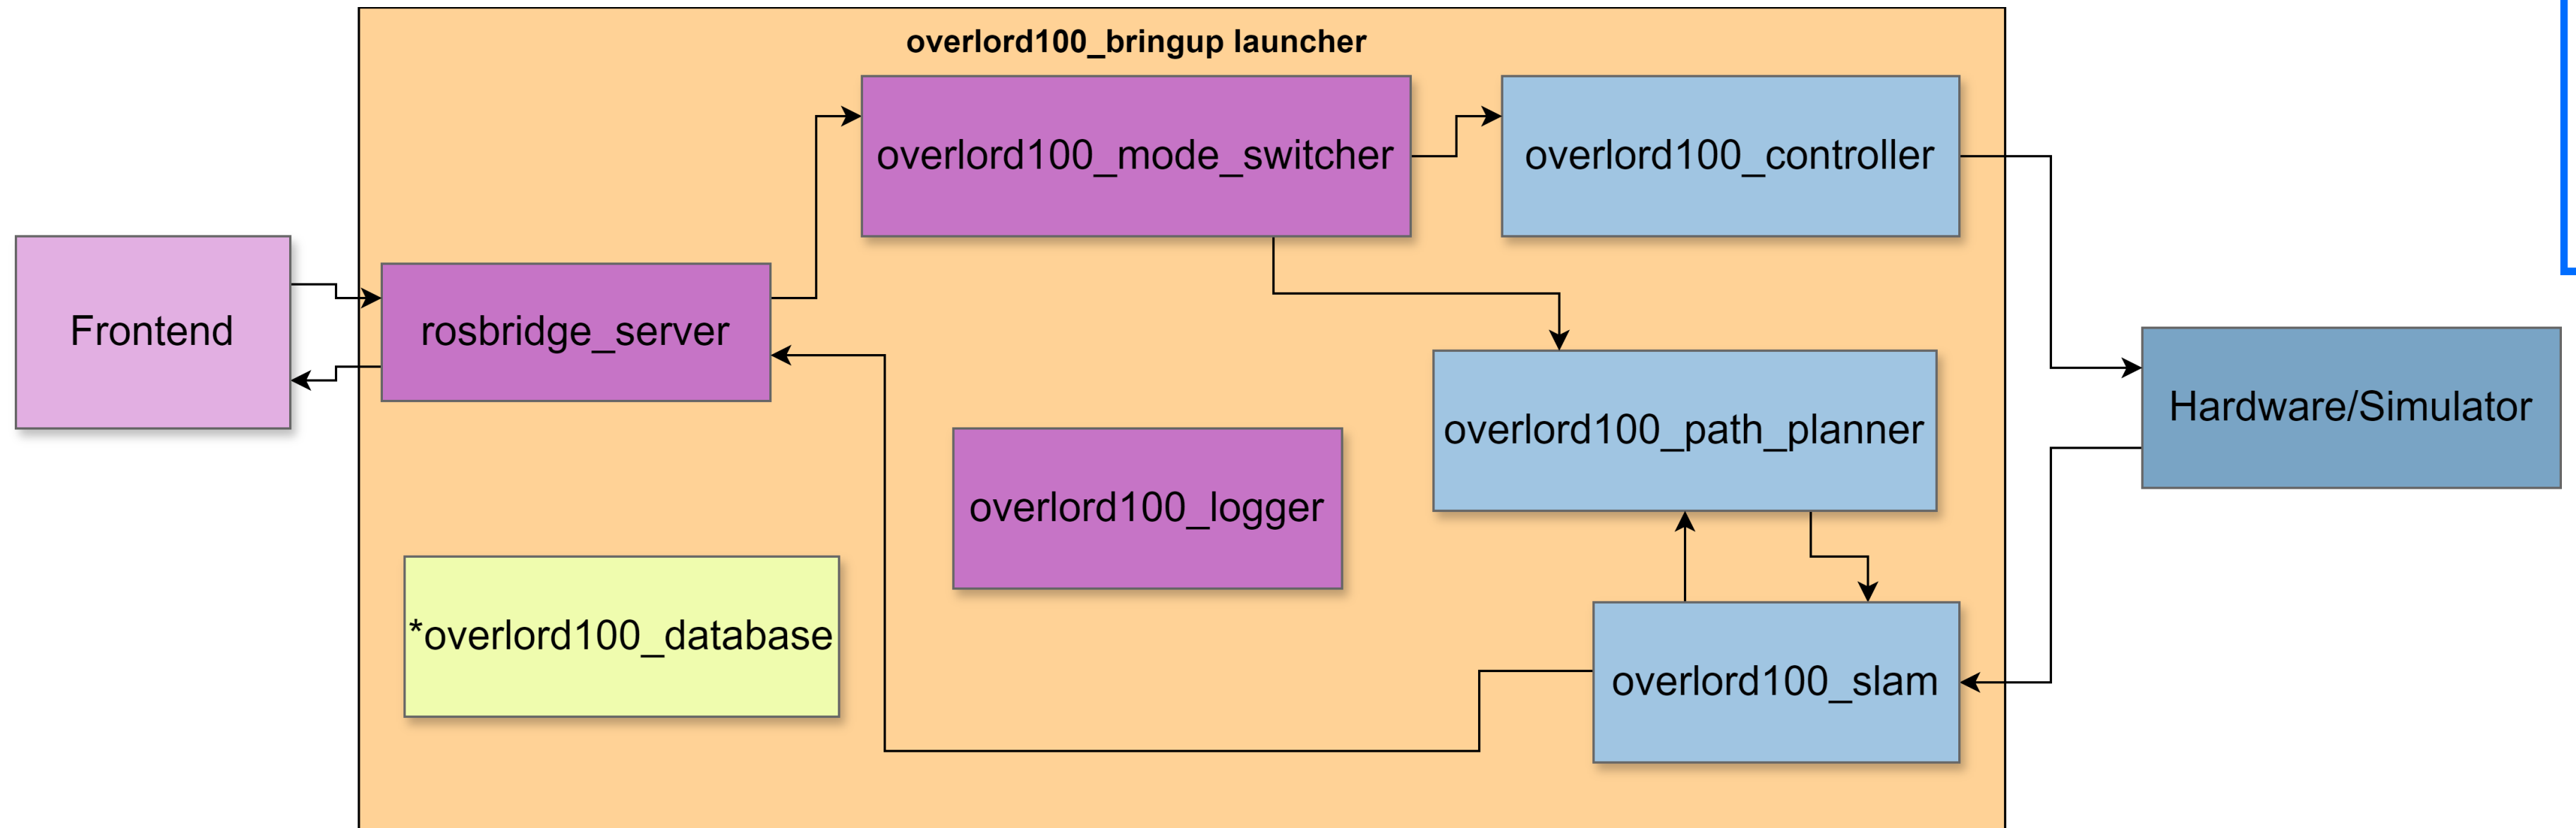 overlord100_bringup launcher
overlord100_mode_switcher
overlord100_controller
Frontend
rosbridge_server
overlord100_path_planner
Hardware/Simulator
overlord100_logger
*overlord100_database
overlord100_slam